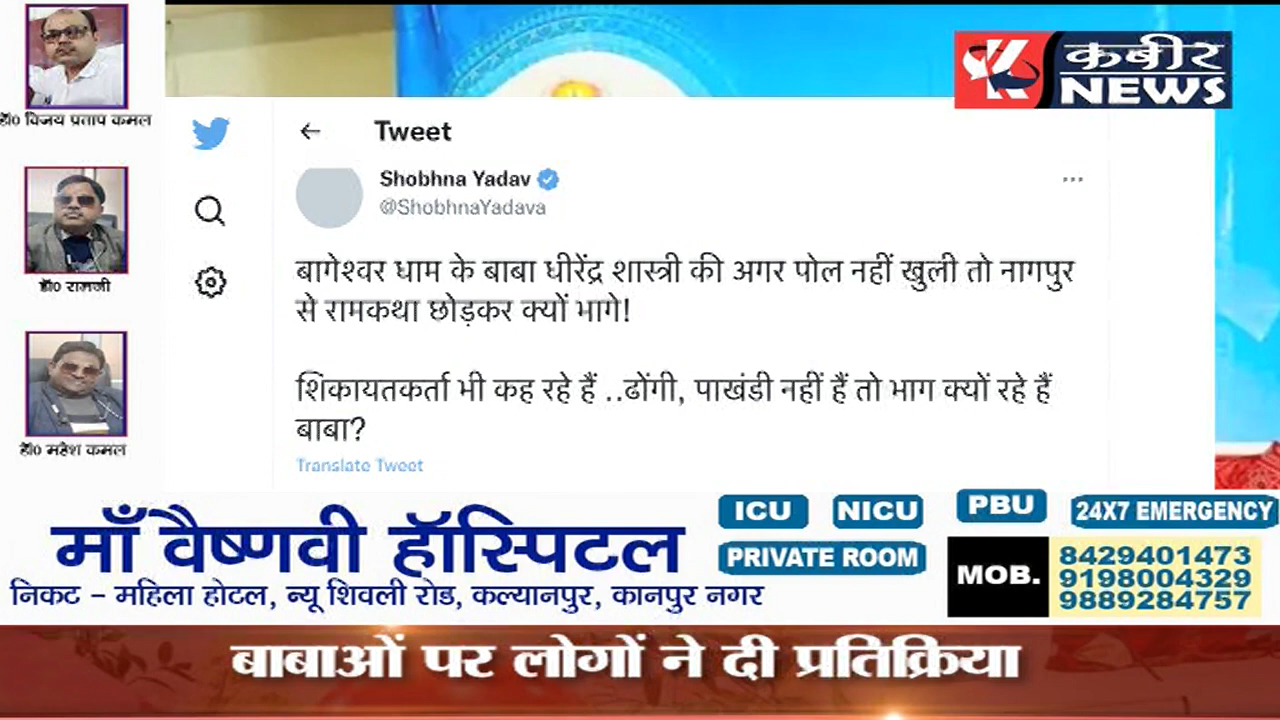 डॉ0 विजय प्रताप कमल
डॉ0 रामजी
डॉ0 महेश कमल
कबीर
NEWS
Tweet
Shobhna Yadav
@ShobhnaYadava
बागेश्वर धाम के बाबा धीरेंद्र शास्त्री की अगर पोल नहीं खुली तो नागपुर
से रामकथा छोड़कर क्यों भागे!
शिकायतकर्ता भी कह रहे हैं ..ढोंगी, पाखंडी नहीं हैं तो भाग क्यों रहे हैं
बाबा?
Translate Tweet
माँ वैष्णवी हॉस्पिटल
निकट - महिला होटल, न्यू शिवली रोड, कल्यानपुर, कानपुर नगर
ICU NICU PBU 24X7 EMERGENCY
PRIVATE ROOM
MOB. 8429401473
9198004329
9889284757
बाबाओं पर लोगों ने दी प्रतिक्रिया